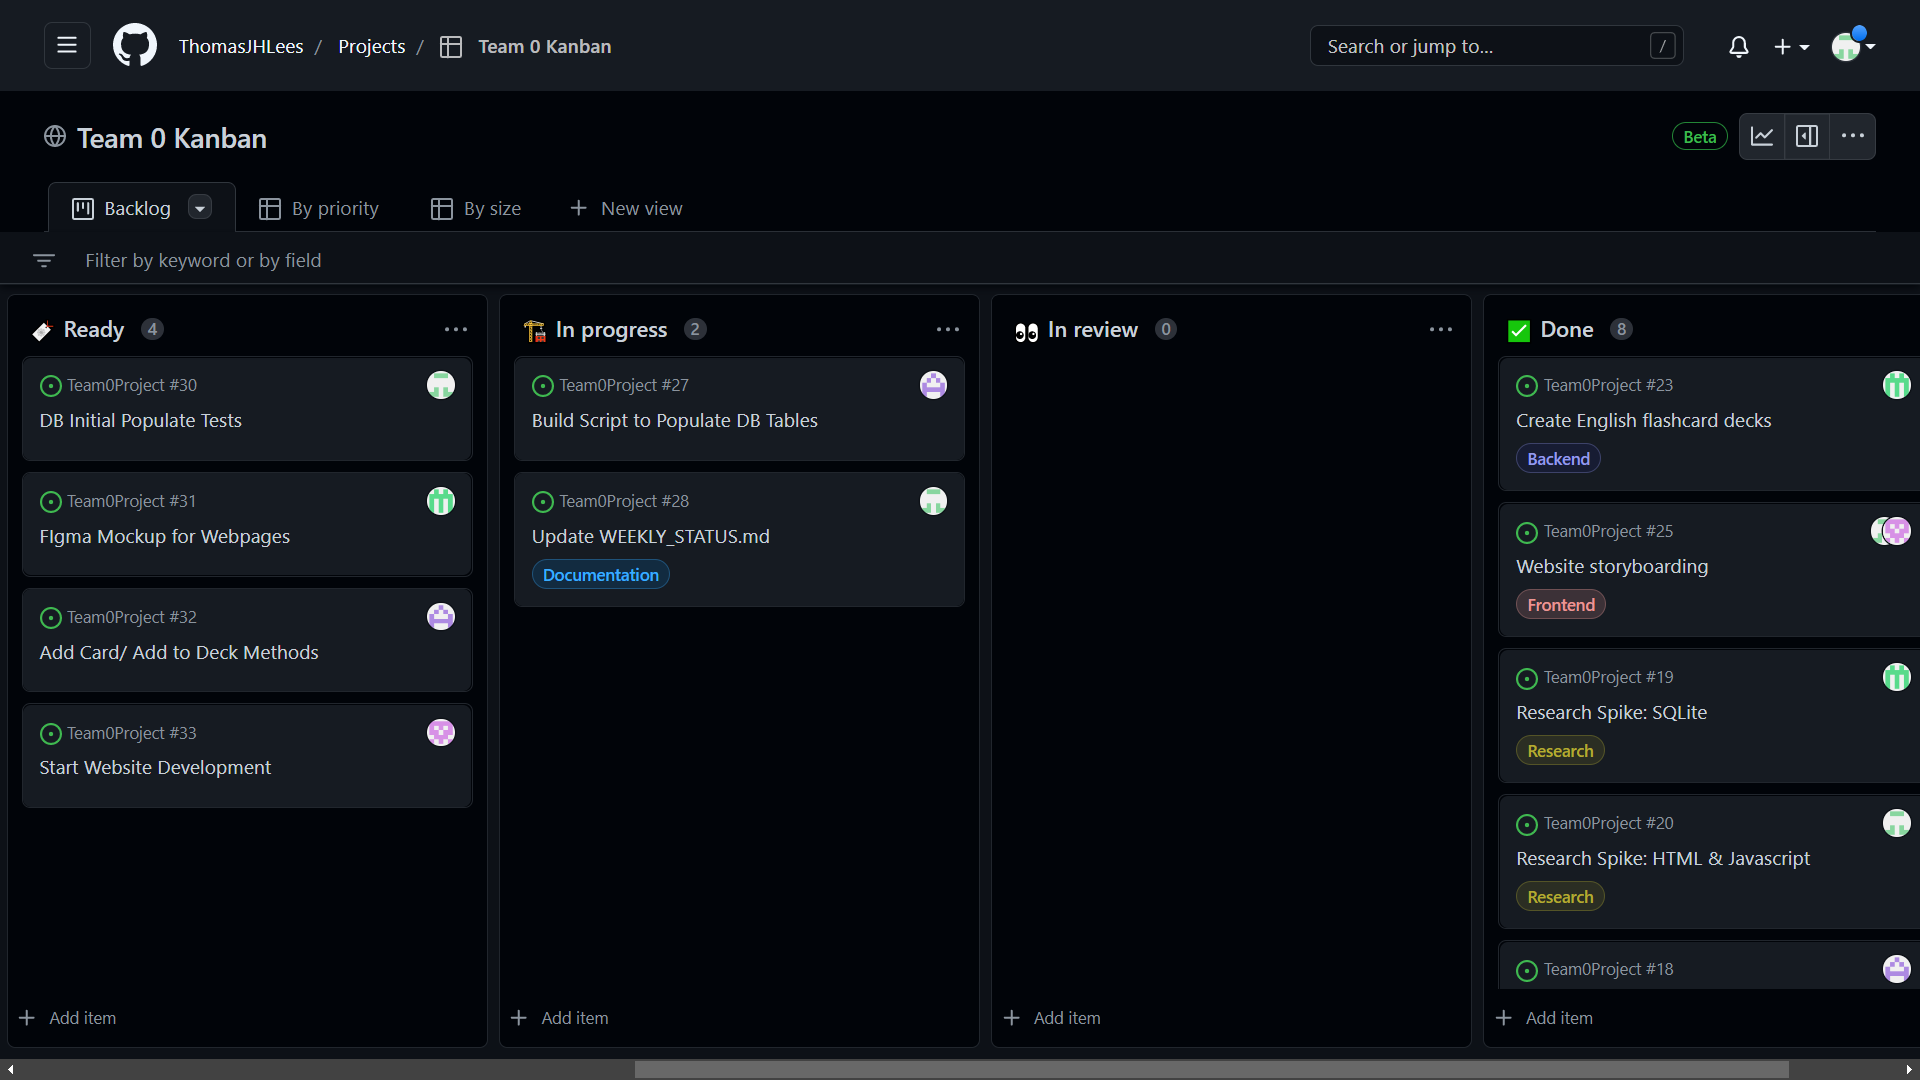 ThomasJHLees / Projects / Team 0 Kanban
Search or jump to... /
Team 0 Kanban
Beta
Backlog
By priority
By size
New view
Filter by keyword or by field
Ready 4
Team0Project #30
DB Initial Populate Tests
Team0Project #31
FIgma Mockup for Webpages
Team0Project #32
Add Card/ Add to Deck Methods
Team0Project #33
Start Website Development
Add item
In progress 2
Team0Project #27
Build Script to Populate DB Tables
Team0Project #28
Update WEEKLY_STATUS.md
Documentation
Add item
In review 0
Add item
Done 8
Team0Project #23
Create English flashcard decks
Backend
Team0Project #25
Website storyboarding
Frontend
Team0Project #19
Research Spike: SQLite
Research
Team0Project #20
Research Spike: HTML & Javascript
Research
Team0Project #18
Add item